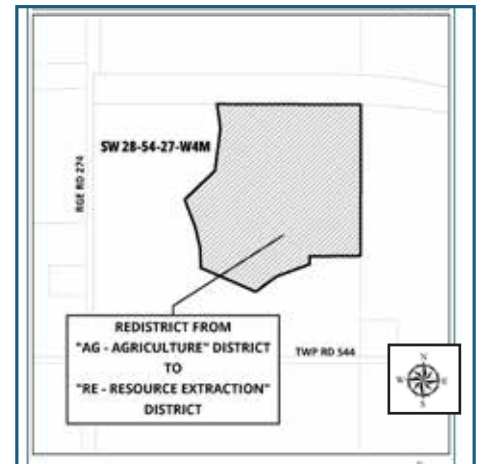 SW 28-54-27-W4M
RGE RD 274
REDISTRICT FROM
"AG - AGRICULTURE" DISTRICT
TO
"RE - RESOURCE EXTRACTION"
DISTRICT
TWP RD 544
N
W
E
S